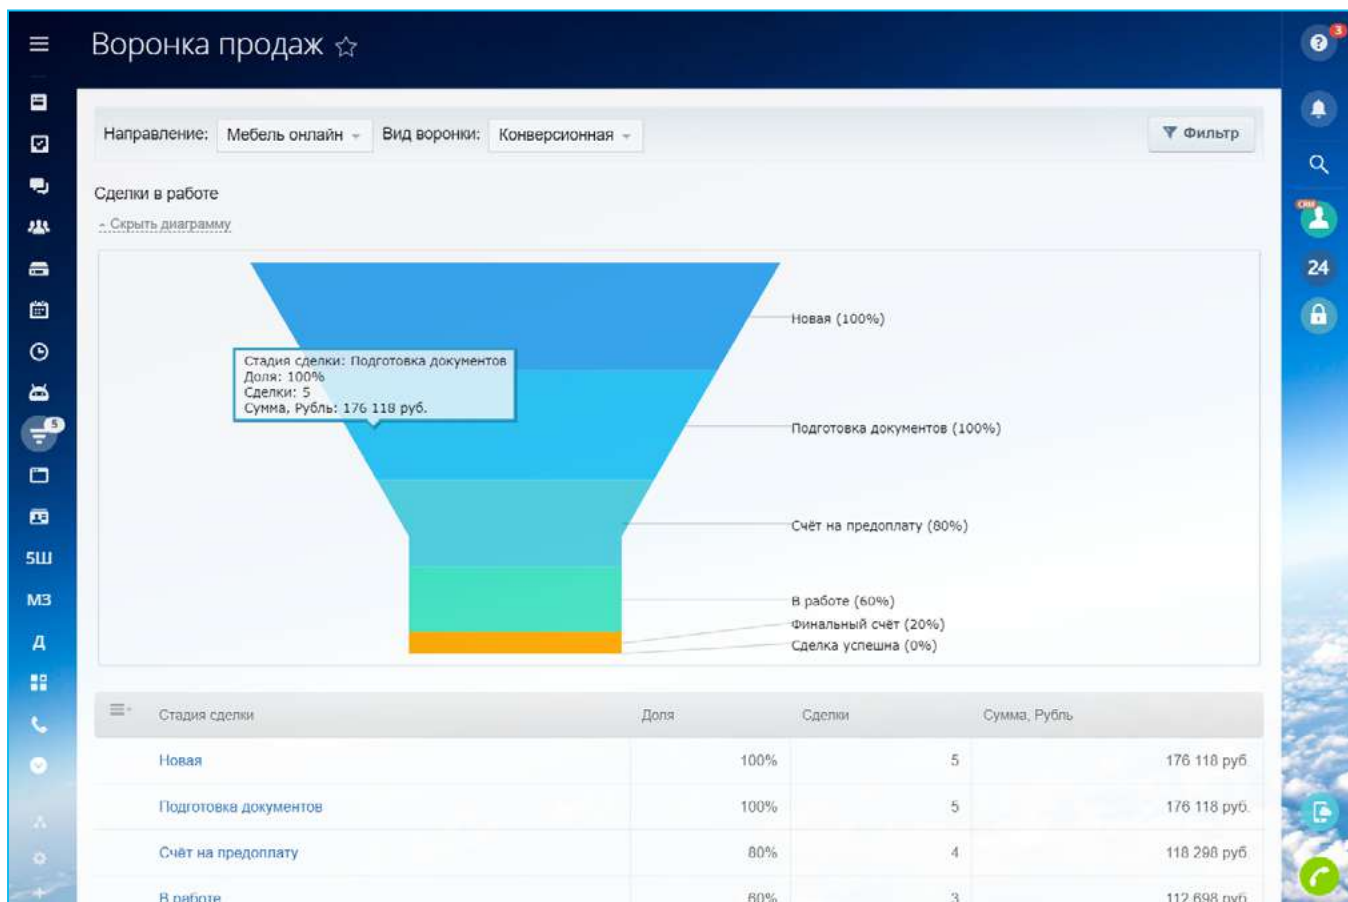 Воронка продаж
3
Направление: Мебель онлайн Вид воронки: Конверсионная Фильтр
Сделки в работе
- Скрыть диаграмму
CRM
24
Новая (100%)
Стадия сделки: Подготовка документов
Доля: 100%
Сделки: 5
Сумма, Рубль: 176 118 руб.
5
Подготовка документов (100%)
Счёт на предоплату (80%)
5Ш
МЗ
В работе (60%)
Финальный счёт (20%)
Д
Сделка успешна (0%)
Стадия сделки Доля Сделки Сумма, Рубль
Новая 100% 5 176 118 руб.
Подготовка документов 100% 5 176 118 руб.
Счёт на предоплату 80% 4 118 298 руб.
В работе 60% 3 112 698 руб.